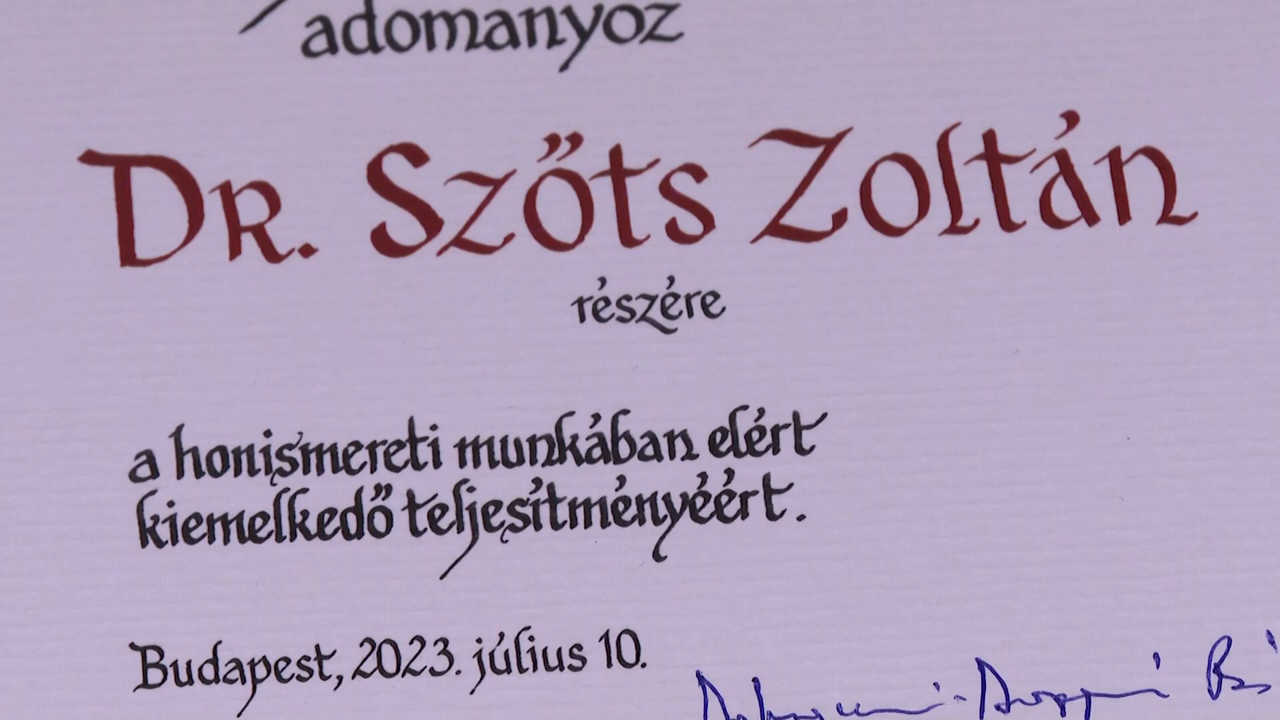 adományoz
Dr. Szőts Zoltán
részére
a honismereti munkában elért
kiemelkedő teljesítményéért.
Budapest, 2023. július 10.